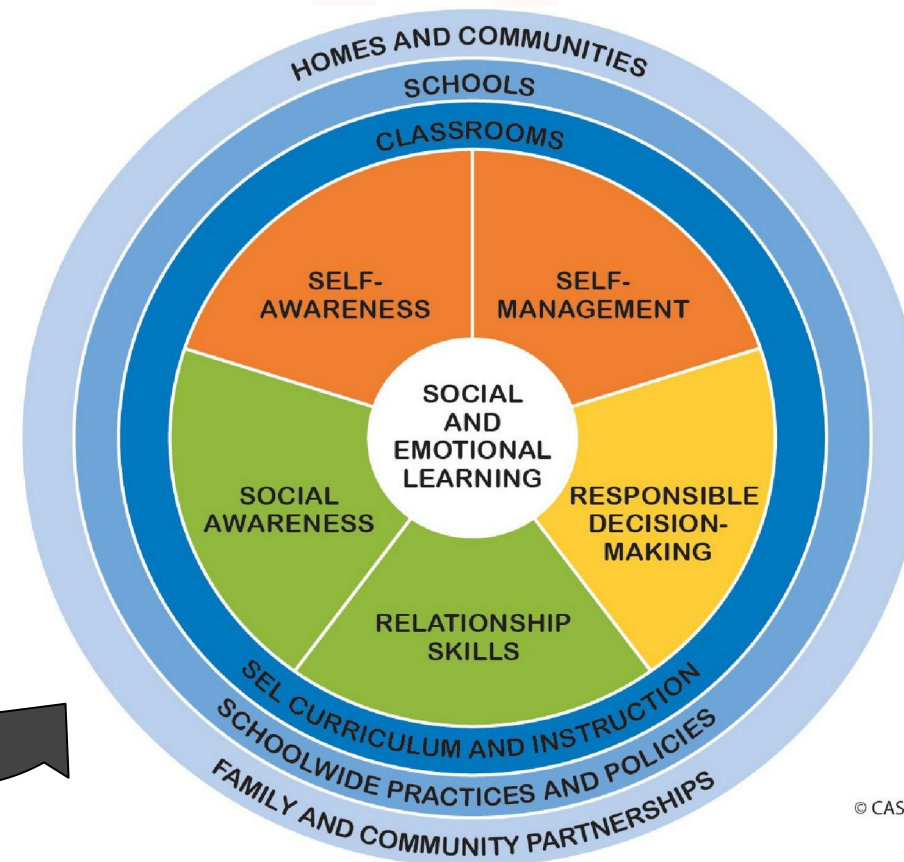 HOMES AND COMMUNITIES
SCHOOLS
CLASSROOMS
SELF-
AWARENESS
SELF-
MANAGEMENT
SOCIAL
AND
EMOTIONAL
LEARNING
SOCIAL
AWARENESS
RESPONSIBLE
DECISION-
MAKING
RELATIONSHIP
SKILLS
SEL CURRICULUM AND INSTRUCTION
SCHOOLWIDE PRACTICES AND POLICIES
FAMILY AND COMMUNITY PARTNERSHIPS
© CAS